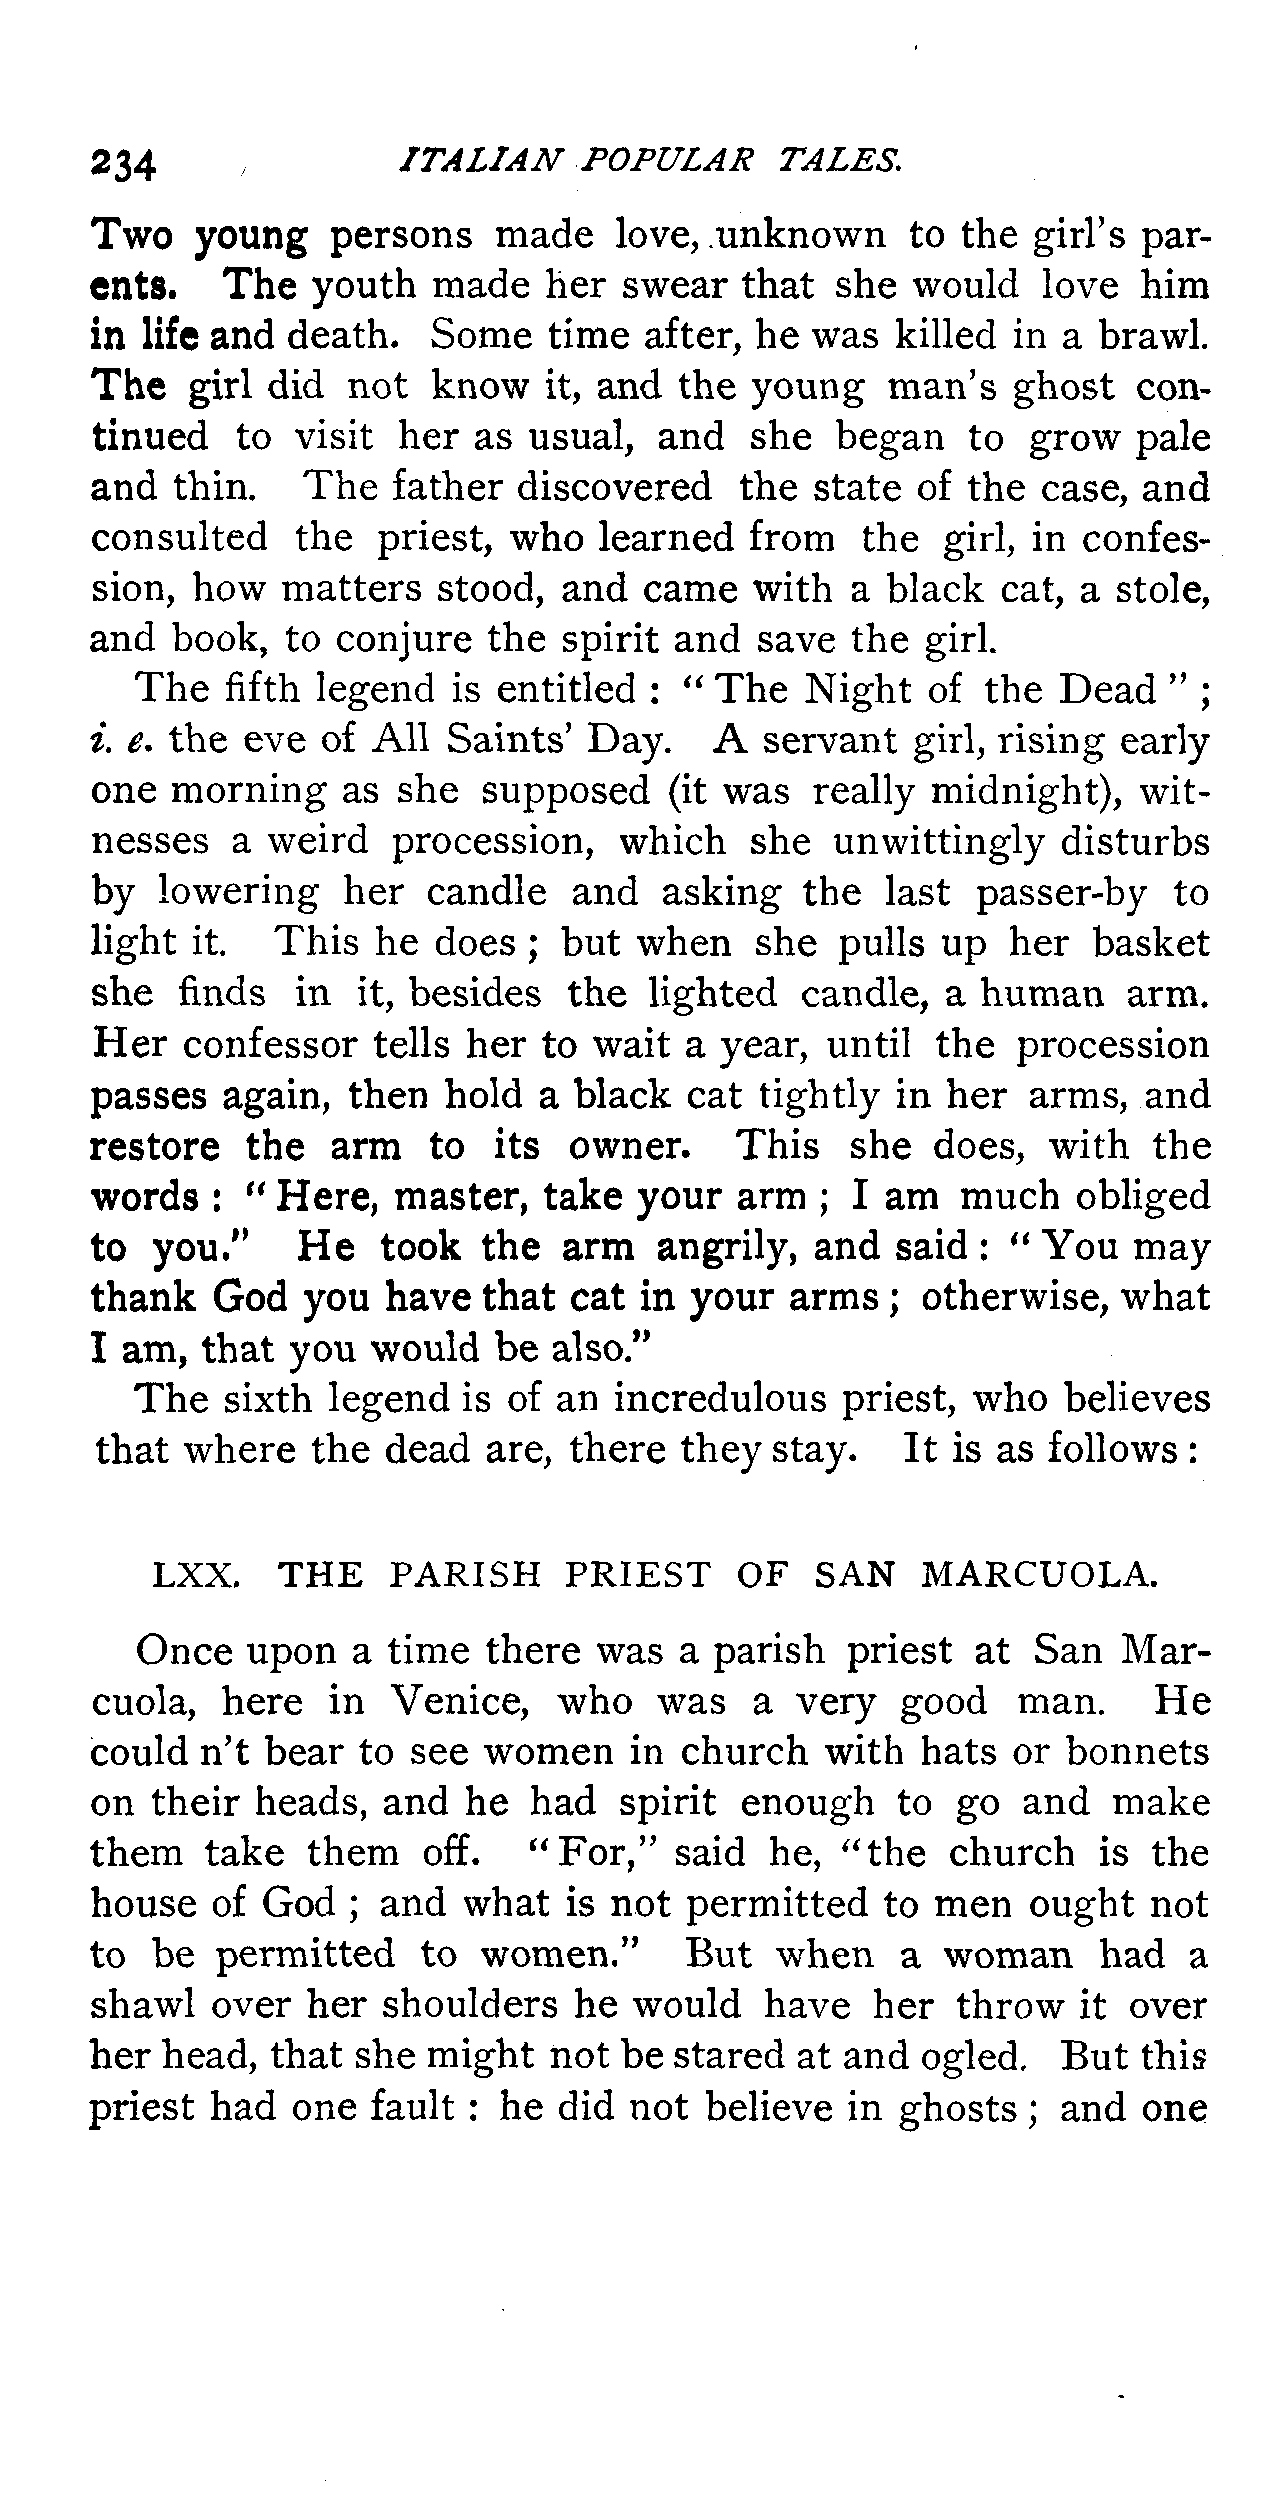 234 ITALIAN POPULAR TALES.
Two young persons made love, unknown to the girl's par-
ents. The youth made her swear that she would love him
in life and death. Some time after, he was killed in a brawl.
The girl did not know it, and the young man's ghost con-
tinued to visit her as usual, and she began to grow pale
and thin. The father discovered the state of the case, and
consulted the priest, who learned from the girl, in confes-
sion, how matters stood, and came with a black cat, a stole,
and book, to conjure the spirit and save the girl.
The fifth legend is entitled : " The Night of the Dead " ;
i. e. the eve of All Saints' Day. A servant girl, rising early
one morning as she supposed (it was really midnight), wit-
nesses a weird procession, which she unwittingly disturbs
by lowering her candle and asking the last passer-by to
light it. This he does ; but when she pulls up her basket
she finds in it, besides the lighted candle, a human arm.
Her confessor tells her to wait a year, until the procession
passes again, then hold a black cat tightly in her arms, and
restore the arm to its owner. This she does, with the
words : " Here, master, take your arm ; I am much obliged
to you." He took the arm angrily, and said : " You may
thank God you have that cat in your arms ; otherwise, what
I am, that you would be also."
The sixth legend is of an incredulous priest, who believes
that where the dead are, there they stay. It is as follows :
LXX. THE PARISH PRIEST OF SAN MARCUOLA.
Once upon a time there was a parish priest at San Mar-
cuola, here in Venice, who was a very good man. He
could n't bear to see women in church with hats or bonnets
on their heads, and he had spirit enough to go and make
them take them off. " For," said he, "the church is the
house of God ; and what is not permitted to men ought not
to be permitted to women." But when a woman had a
shawl over her shoulders he would have her throw it over
her head, that she might not be stared at and ogled. But this
priest had one fault : he did not believe in ghosts ; and one